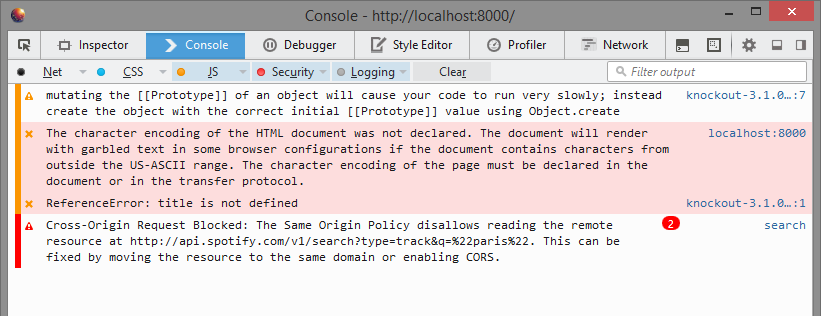 Console - http://localhost:8000/
Inspector Console Debugger Style Editor Profiler Network
Net CSS JS Security Logging Clear Filter output
mutating the [[Prototype]] of an object will cause your code to run very slowly; instead knockout-3.1.0…:7
create the object with the correct initial [[Prototype]] value using Object.create
The character encoding of the HTML document was not declared. The document will render localhost:8000
with garbled text in some browser configurations if the document contains characters from
outside the US-ASCII range. The character encoding of the page must be declared in the
document or in the transfer protocol.
ReferenceError: title is not defined knockout-3.1.0…:1
Cross-Origin Request Blocked: The Same Origin Policy disallows reading the remote 2 search
resource at http://api.spotify.com/v1/search?type=track&q=%22paris%22. This can be
fixed by moving the resource to the same domain or enabling CORS.